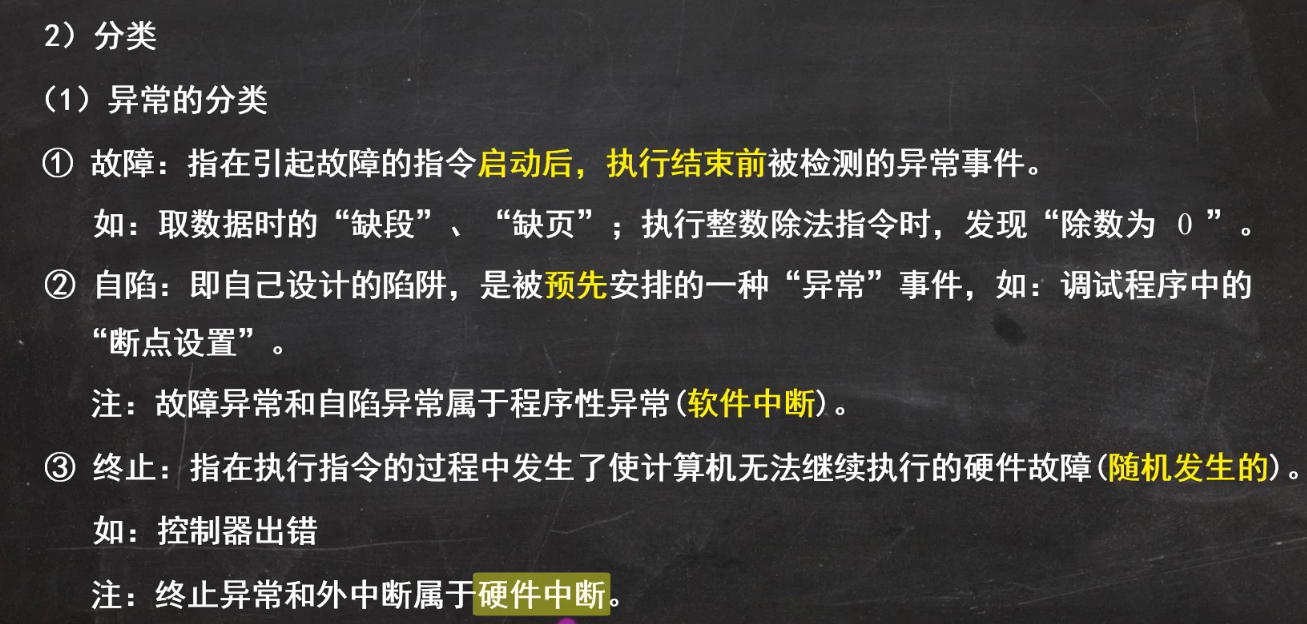 2）分类
（1）异常的分类
① 故障：指在引起故障的指令启动后，执行结束前被检测的异常事件。
如：取数据时的“缺段”、“缺页”；执行整数除法指令时，发现“除数为 0 ”。
② 自陷：即自己设计的陷阱，是被预先安排的一种“异常”事件，如：调试程序中的
“断点设置”。
注：故障异常和自陷异常属于程序性异常(软件中断)。
③ 终止：指在执行指令的过程中发生了使计算机无法继续执行的硬件故障(随机发生的)。
如：控制器出错
注：终止异常和外中断属于硬件中断。